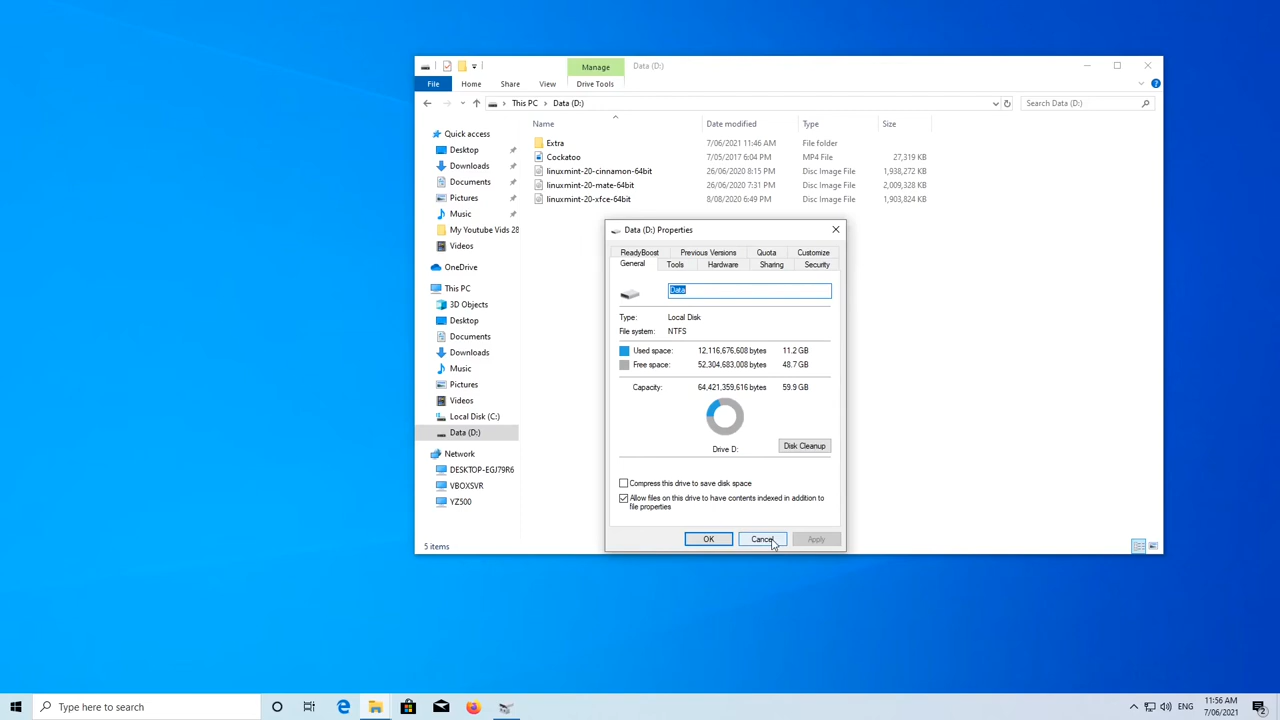 Manage
Data (D:)
File
Home
Share
View
Drive Tools
This PC
Data (D:)
Search Data (D:)
Name
Date modified
Type
Size
Quick access
Desktop
Downloads
Documents
Pictures
Music
My Youtube Vids 28
Videos
OneDrive
This PC
3D Objects
Desktop
Documents
Downloads
Music
Pictures
Videos
Local Disk (C:)
Data (D:)
Network
DESKTOP-EGJ79R6
VBOXSVR
YZ500
5 items
Extra 7/06/2021 11:46 AM File folder
Cockatoo 7/05/2017 6:04 PM MP4 File 27,319 KB
linuxmint-20-cinnamon-64bit 26/06/2020 8:15 PM Disc Image File 1,938,272 KB
linuxmint-20-mate-64bit 26/06/2020 7:31 PM Disc Image File 2,009,328 KB
linuxmint-20-xfce-64bit 8/08/2020 6:49 PM Disc Image File 1,903,824 KB
Data (D:) Properties
ReadyBoost
Previous Versions
Quota
Customize
General
Tools
Hardware
Sharing
Security
Data
Type: Local Disk
File system: NTFS
Used space: 12,116,676,608 bytes 11.2 GB
Free space: 52,304,683,008 bytes 48.7 GB
Capacity: 64,421,359,616 bytes 59.9 GB
Drive D:
Disk Cleanup
Compress this drive to save disk space
Allow files on this drive to have contents indexed in addition to
file properties
OK
Cancel
Apply
Type here to search
ENG
11:56 AM
7/06/2021
2